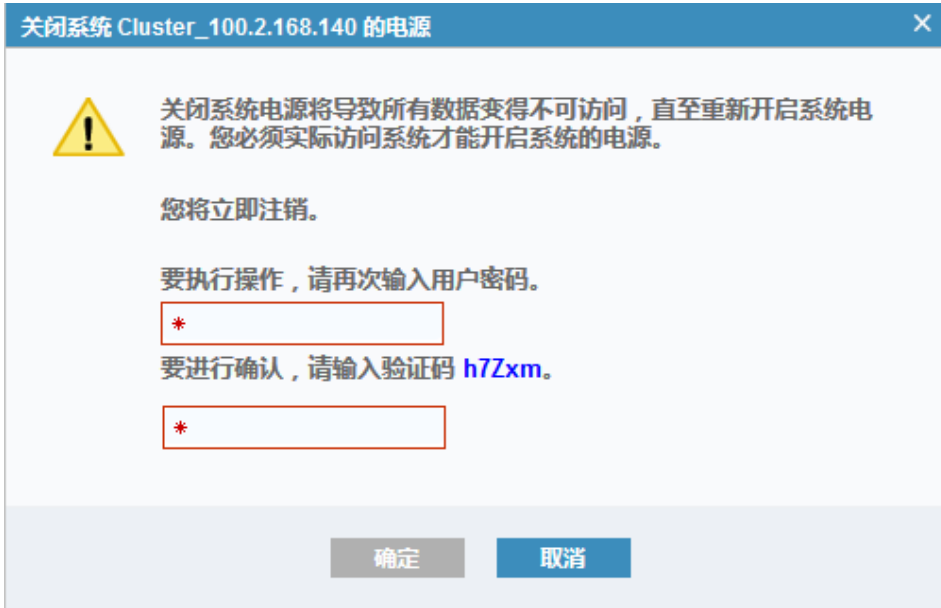 关闭系统 Cluster_100.2.168.140 的电源
关闭系统电源将导致所有数据变得不可访问，直至重新开启系统电
源。您必须实际访问系统才能开启系统的电源。
您将立即注销。
要执行操作，请再次输入用户密码。
*
要进行确认，请输入验证码 h7Zxm。
*
确定 取消